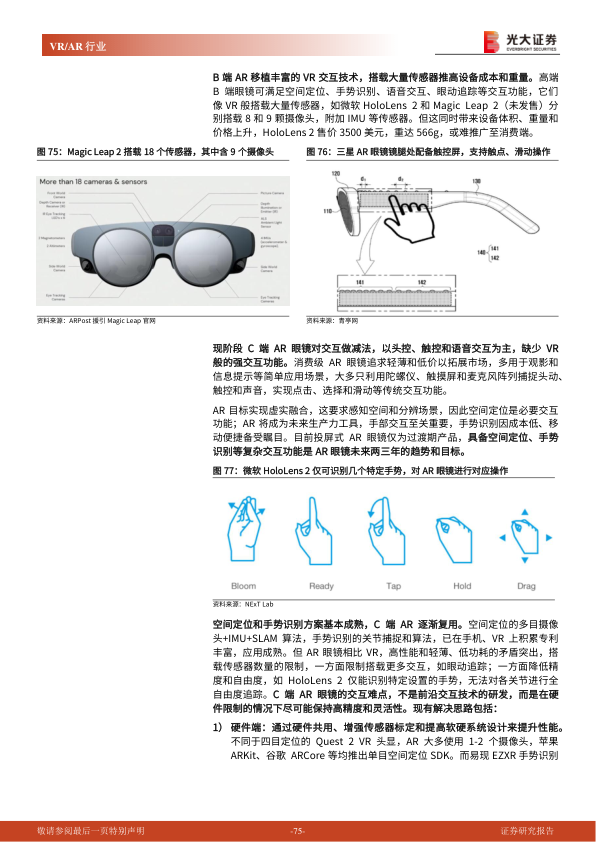 VR/AR 行业
光大证券
EVERBRIGHT SECURITIES
B 端 AR 移植丰富的 VR 交互技术，搭载大量传感器推高设备成本和重量。高端
B 端眼镜可满足空间定位、手势识别、语音交互、眼动追踪等交互功能，它们
像 VR 般搭载大量传感器，如微软 HoloLens 2 和 Magic Leap 2（未发售）分
别搭载 8 和 9 颗摄像头，附加 IMU 等传感器。但这同时带来设备体积、重量和
价格上升，HoloLens 2 售价 3500 美元，重达 566g，或难推广至消费端。
图 75：Magic Leap 2 搭载 18 个传感器，其中含 9 个摄像头
More than 18 cameras & sensors
Front World
Camera
Picture Camera
2 Magnetometers
Side World
Camera
Side World
Camera
Eye Tracking
Cameras
Eye Tracking
Cameras
资料来源：ARPost 援引 Magic Leap 官网
图 76：三星 AR 眼镜镜腿处配备触控屏，支持触点、滑动操作
120
d₁
d₂
130
110
140
141
142
141
142
资料来源：青亭网
现阶段 C 端 AR 眼镜对交互做减法，以头控、触控和语音交互为主，缺少 VR
般的强交互功能。消费级 AR 眼镜追求轻薄和低价以拓展市场，多用于观影和
信息提示等简单应用场景，大多只利用陀螺仪、触摸屏和麦克风阵列捕捉头动、
触控和声音，实现点击、选择和滑动等传统交互功能。
AR 目标实现虚实融合，这要求感知空间和分辨场景，因此空间定位是必要交互
功能；AR 将成为未来生产力工具，手部交互至关重要，手势识别因成本低、移
动便捷备受瞩目。目前投屏式 AR 眼镜仅为过渡期产品，具备空间定位、手势
识别等复杂交互功能是 AR 眼镜未来两三年的趋势和目标。
图 77：微软 HoloLens 2 仅可识别几个特定手势，对 AR 眼镜进行对应操作
Bloom
Ready
Tap
Hold
Drag
资料来源：NExT Lab
空间定位和手势识别方案基本成熟，C 端 AR 逐渐复用。空间定位的多目摄像
头+IMU+SLAM 算法，手势识别的关节捕捉和算法，已在手机、VR 上积累专利
丰富，应用成熟。但 AR 眼镜相比 VR，高性能和轻薄、低功耗的矛盾突出，搭
载传感器数量的限制，一方面限制搭载更多交互，如眼动追踪；一方面降低精
度和自由度，如 HoloLens 2 仅能识别特定设置的手势，无法对各关节进行全
自由度追踪。C 端 AR 眼镜的交互难点，不是前沿交互技术的研发，而是在硬
件限制的情况下尽可能保持高精度和灵活性。现有解决思路包括：
1） 硬件端：通过硬件共用、增强传感器标定和提高软硬系统设计来提升性能。
不同于四目定位的 Quest 2 VR 头显，AR 大多使用 1-2 个摄像头，苹果
ARKit、谷歌 ARCore 等均推出单目空间定位 SDK。而易现 EZXR 手势识别
敬请参阅最后一页特别声明
-75-
证券研究报告